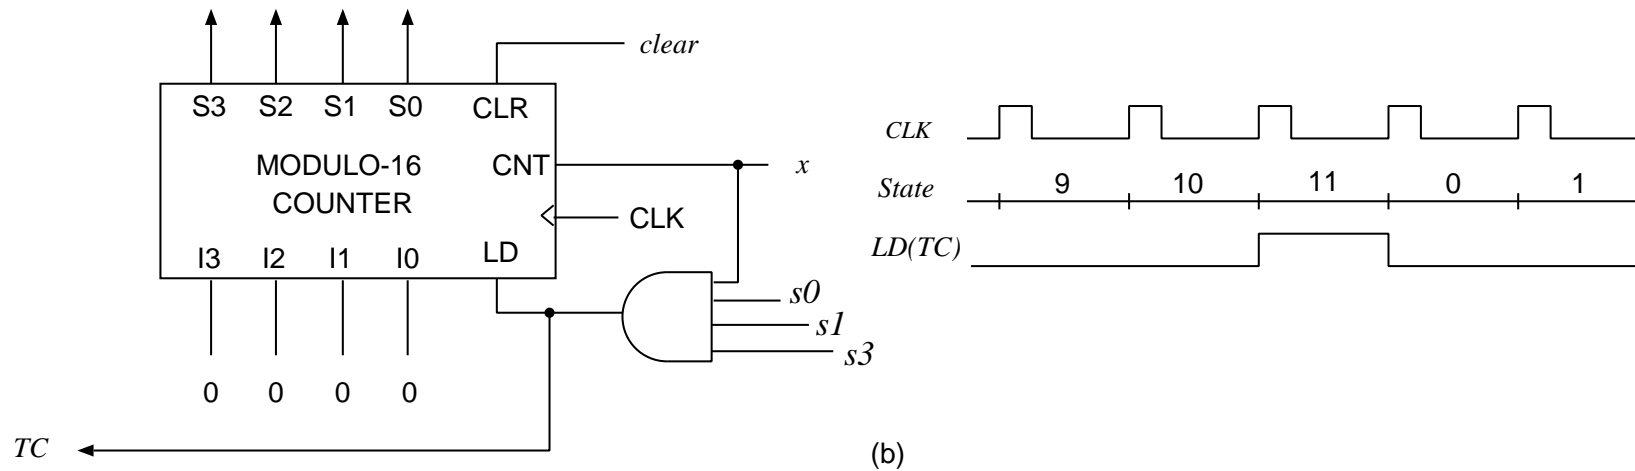 clear
S3 S2 S1 S0 CLR
MODULO-16
COUNTER
CNT
x
CLK
LD
I3 I2 I1 I0
s0
s1
s3
0 0 0 0
TC
CLK
State
9 10 11 0 1
LD(TC)
(b)